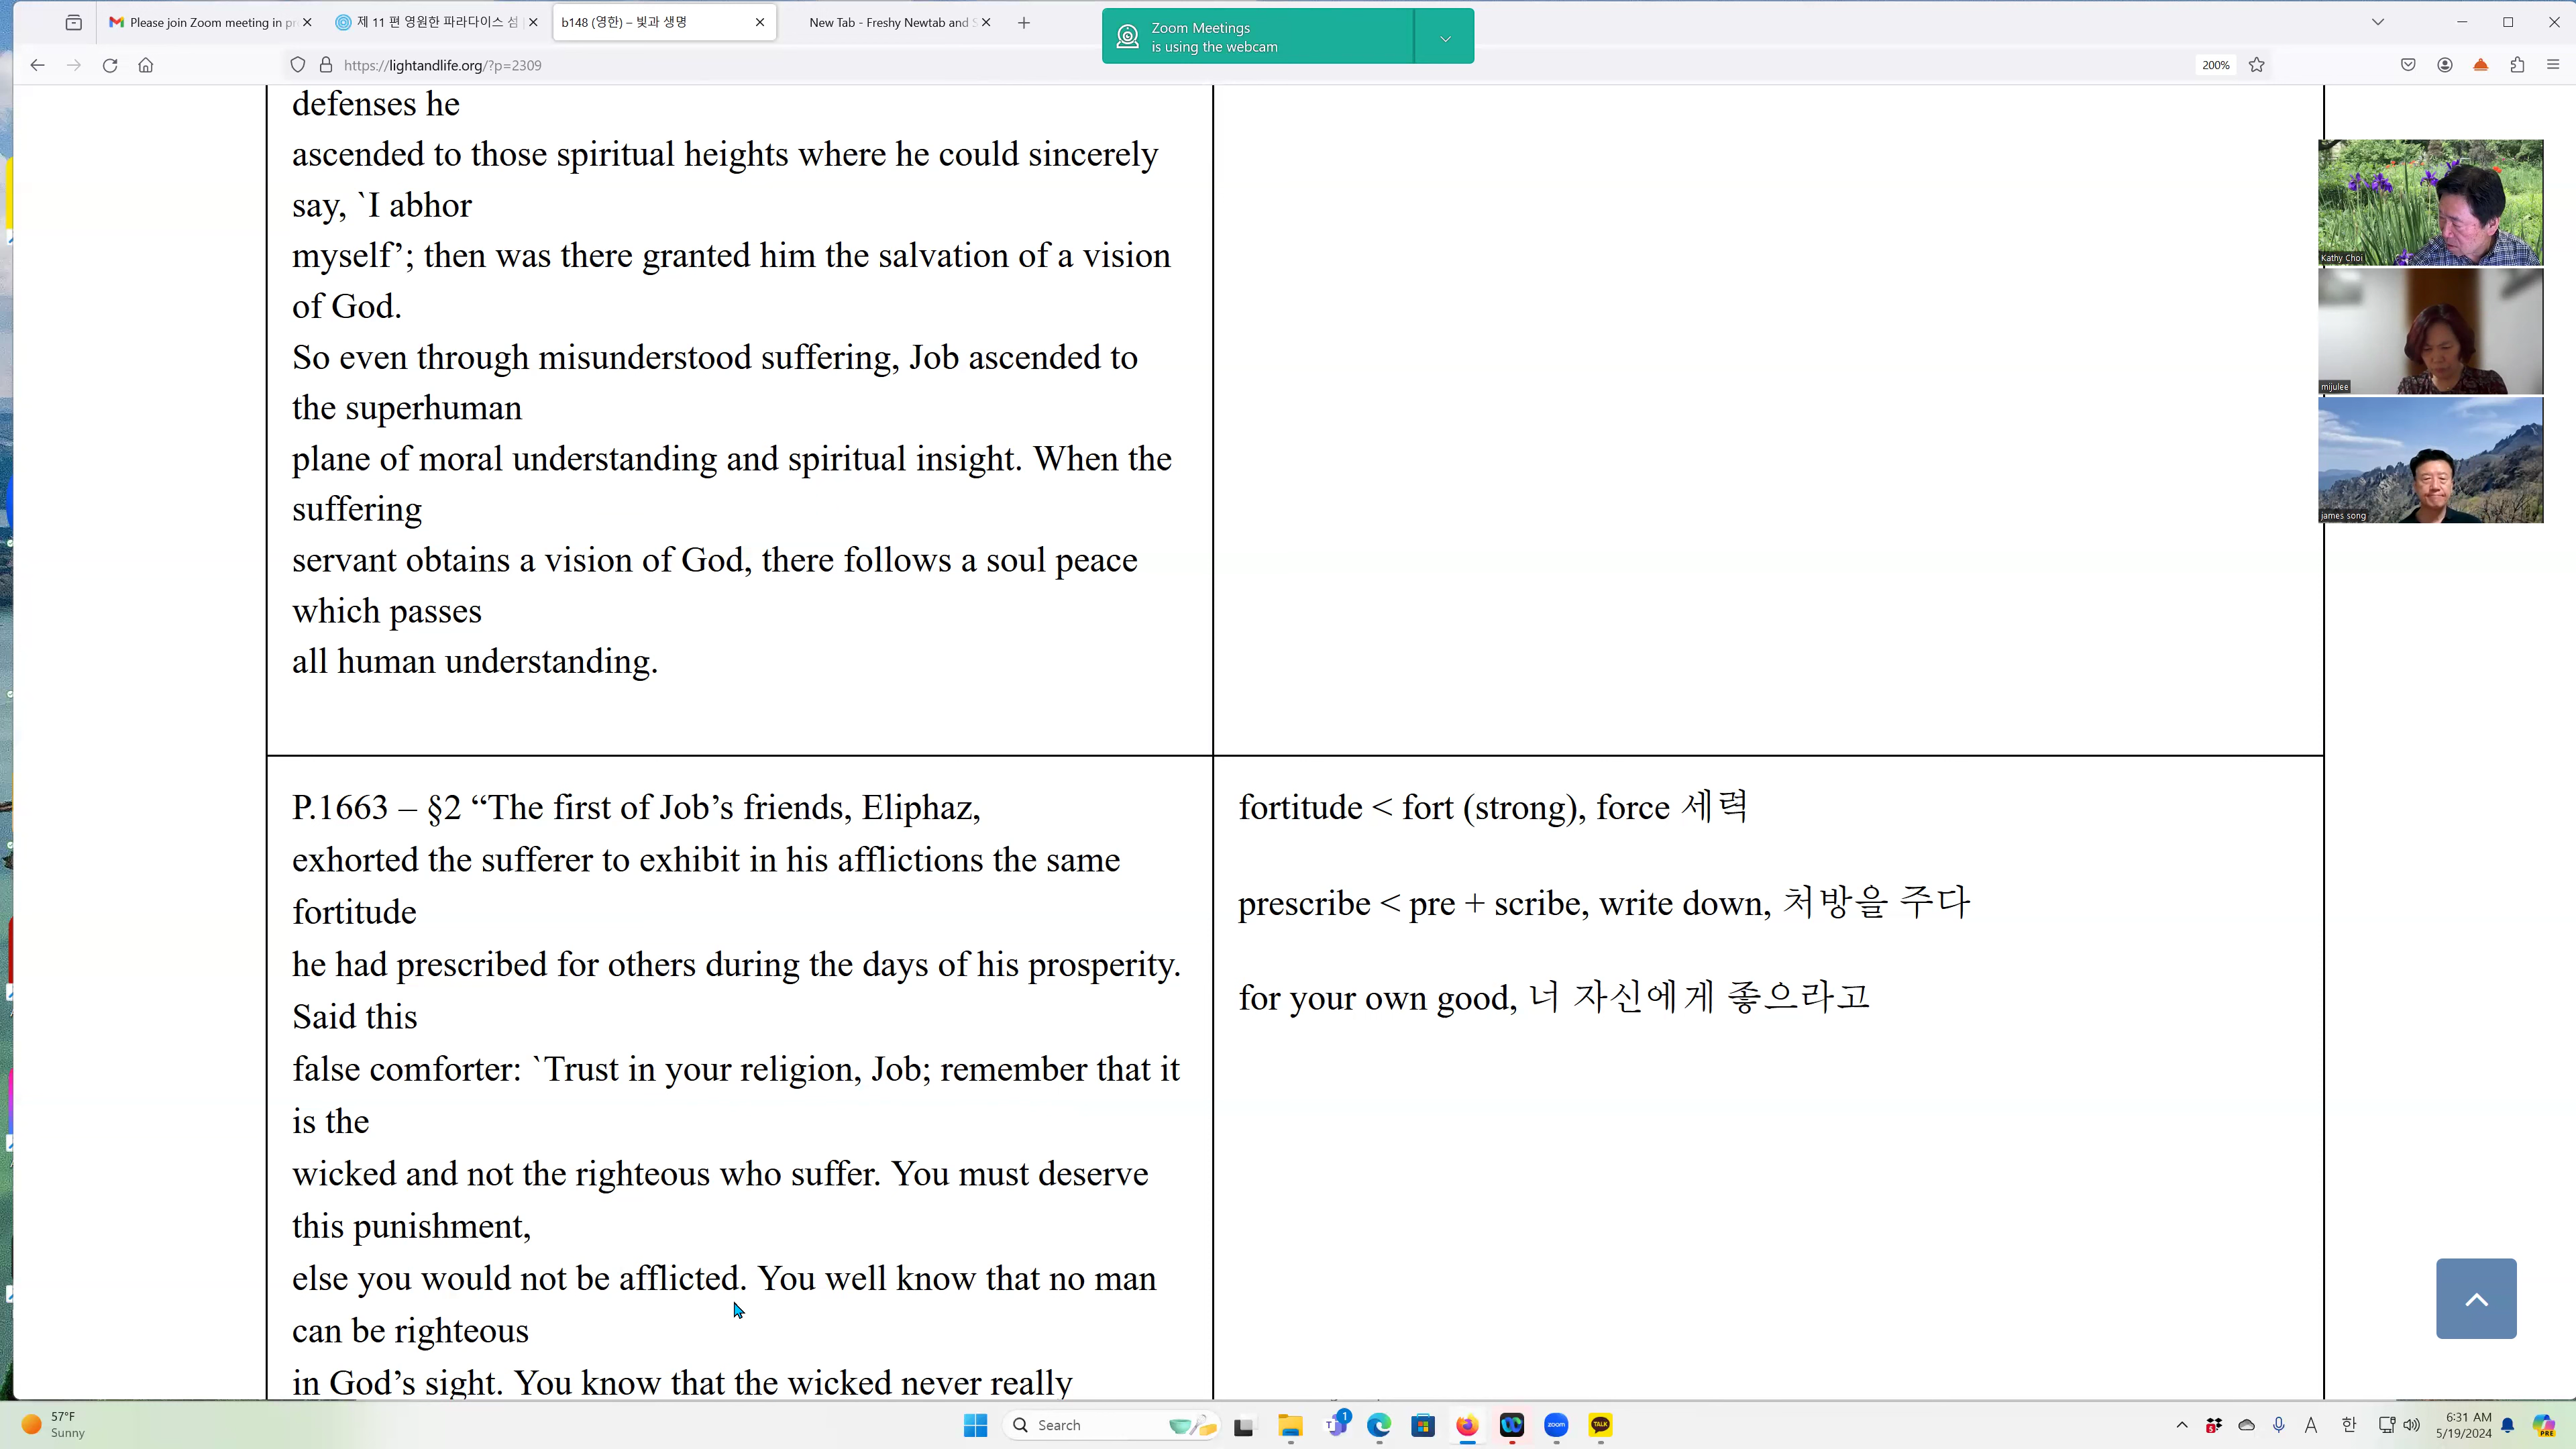 Please join Zoom meeting in pr
제 11 편 영원한 파라다이스 섬
b148 (영한) – 빛과 생명
New Tab - Freshy Newtab and S
Zoom Meetings
is using the webcam
https://lightandlife.org/?p=2309
200%
defenses he
ascended to those spiritual heights where he could sincerely
say, `I abhor
myself’; then was there granted him the salvation of a vision
of God.
So even through misunderstood suffering, Job ascended to
the superhuman
plane of moral understanding and spiritual insight. When the
suffering
servant obtains a vision of God, there follows a soul peace
which passes
all human understanding.
P.1663 – §2 “The first of Job’s friends, Eliphaz,
exhorted the sufferer to exhibit in his afflictions the same
fortitude
he had prescribed for others during the days of his prosperity.
Said this
false comforter: `Trust in your religion, Job; remember that it
is the
wicked and not the righteous who suffer. You must deserve
this punishment,
else you would not be afflicted. You well know that no man
can be righteous
in God’s sight. You know that the wicked never really
fortitude < fort (strong), force 세력
prescribe < pre + scribe, write down, 처방을 주다
for your own good, 너 자신에게 좋으라고
Kathy Choi
mijulee
james song
57°F
Sunny
Search
1
zoom
TALK
A
한
6:31 AM
5/19/2024
PRE